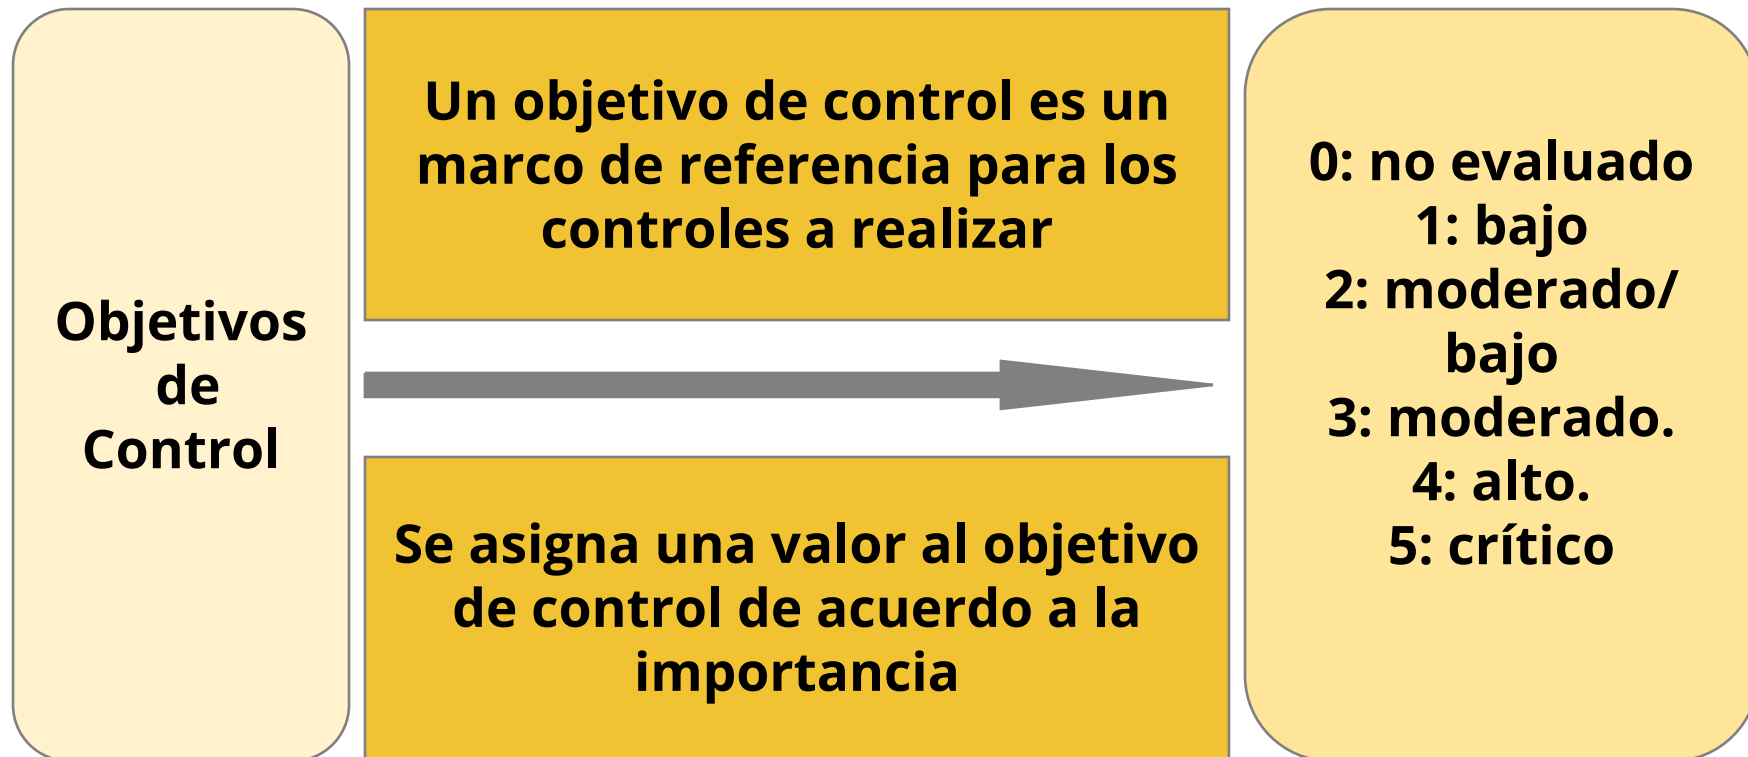 Objetivos
de
Control
Un objetivo de control es un
marco de referencia para los
controles a realizar
Se asigna una valor al objetivo
de control de acuerdo a la
importancia
0: no evaluado
1: bajo
2: moderado/
bajo
3: moderado.
4: alto.
5: crítico